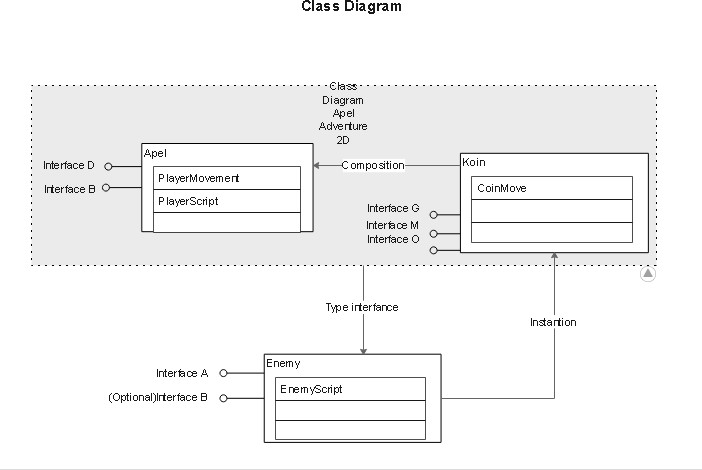 Class Diagram
Class
Diagram
Apel
Adventure
2D
Apel
PlayerMovement
PlayerScript
Interface D
Interface B
Composition
Koin
CoinMove
Interface G
Interface M
Interface O
Type interfance
Instantion
Enemy
EnemyScript
Interface A
(Optional)Interface B